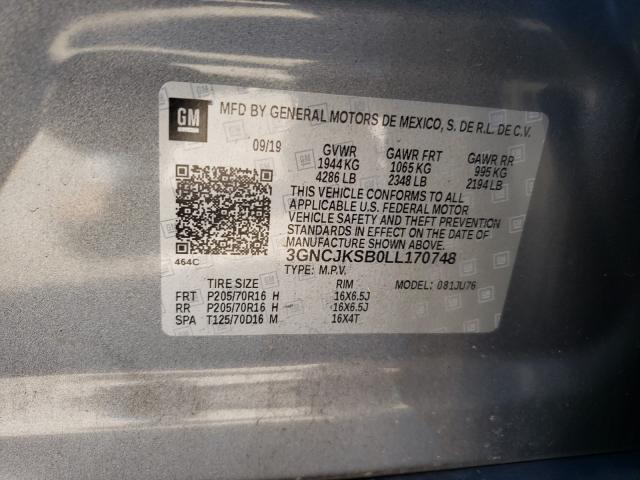 GM MFD BY GENERAL MOTORS DE MEXICO, S. DE R.L. DE C.V.
09/19 GVWR GAWR FRT GAWR RR
1944 KG 1065 KG 995 KG
4286 LB 2348 LB 2194 LB
THIS VEHICLE CONFORMS TO ALL
APPLICABLE U.S. FEDERAL MOTOR
VEHICLE SAFETY AND THEFT PREVENTION
STANDARDS IN EFFECT ON THE DATE OF
MANUFACTURE SHOWN ABOVE.
464C 3GNCJKSB0LL170748
TYPE: M.P.V.
TIRE SIZE RIM MODEL: 081JU76
FRT P205/70R16 H 16X6.5J
RR P205/70R16 H 16X6.5J
SPA T125/70D16 M 16X4T